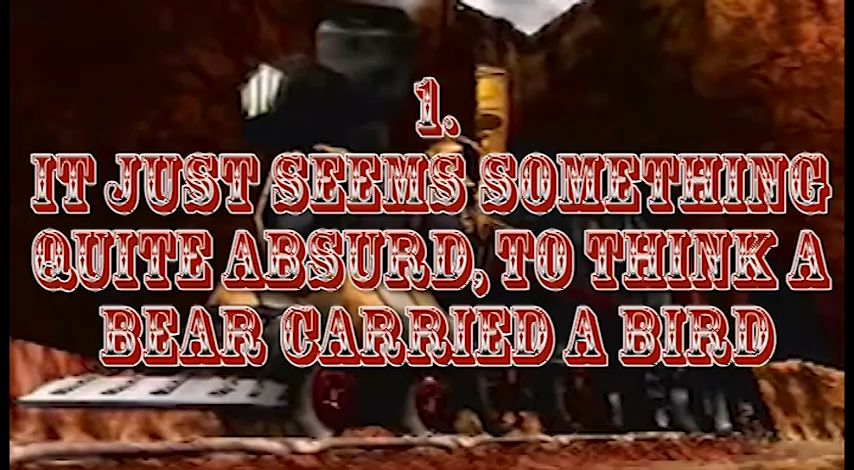 1.
IT JUST SEEMS SOMETHING
QUITE ABSURD, TO THINK A
BEAR CARRIED A BIRD